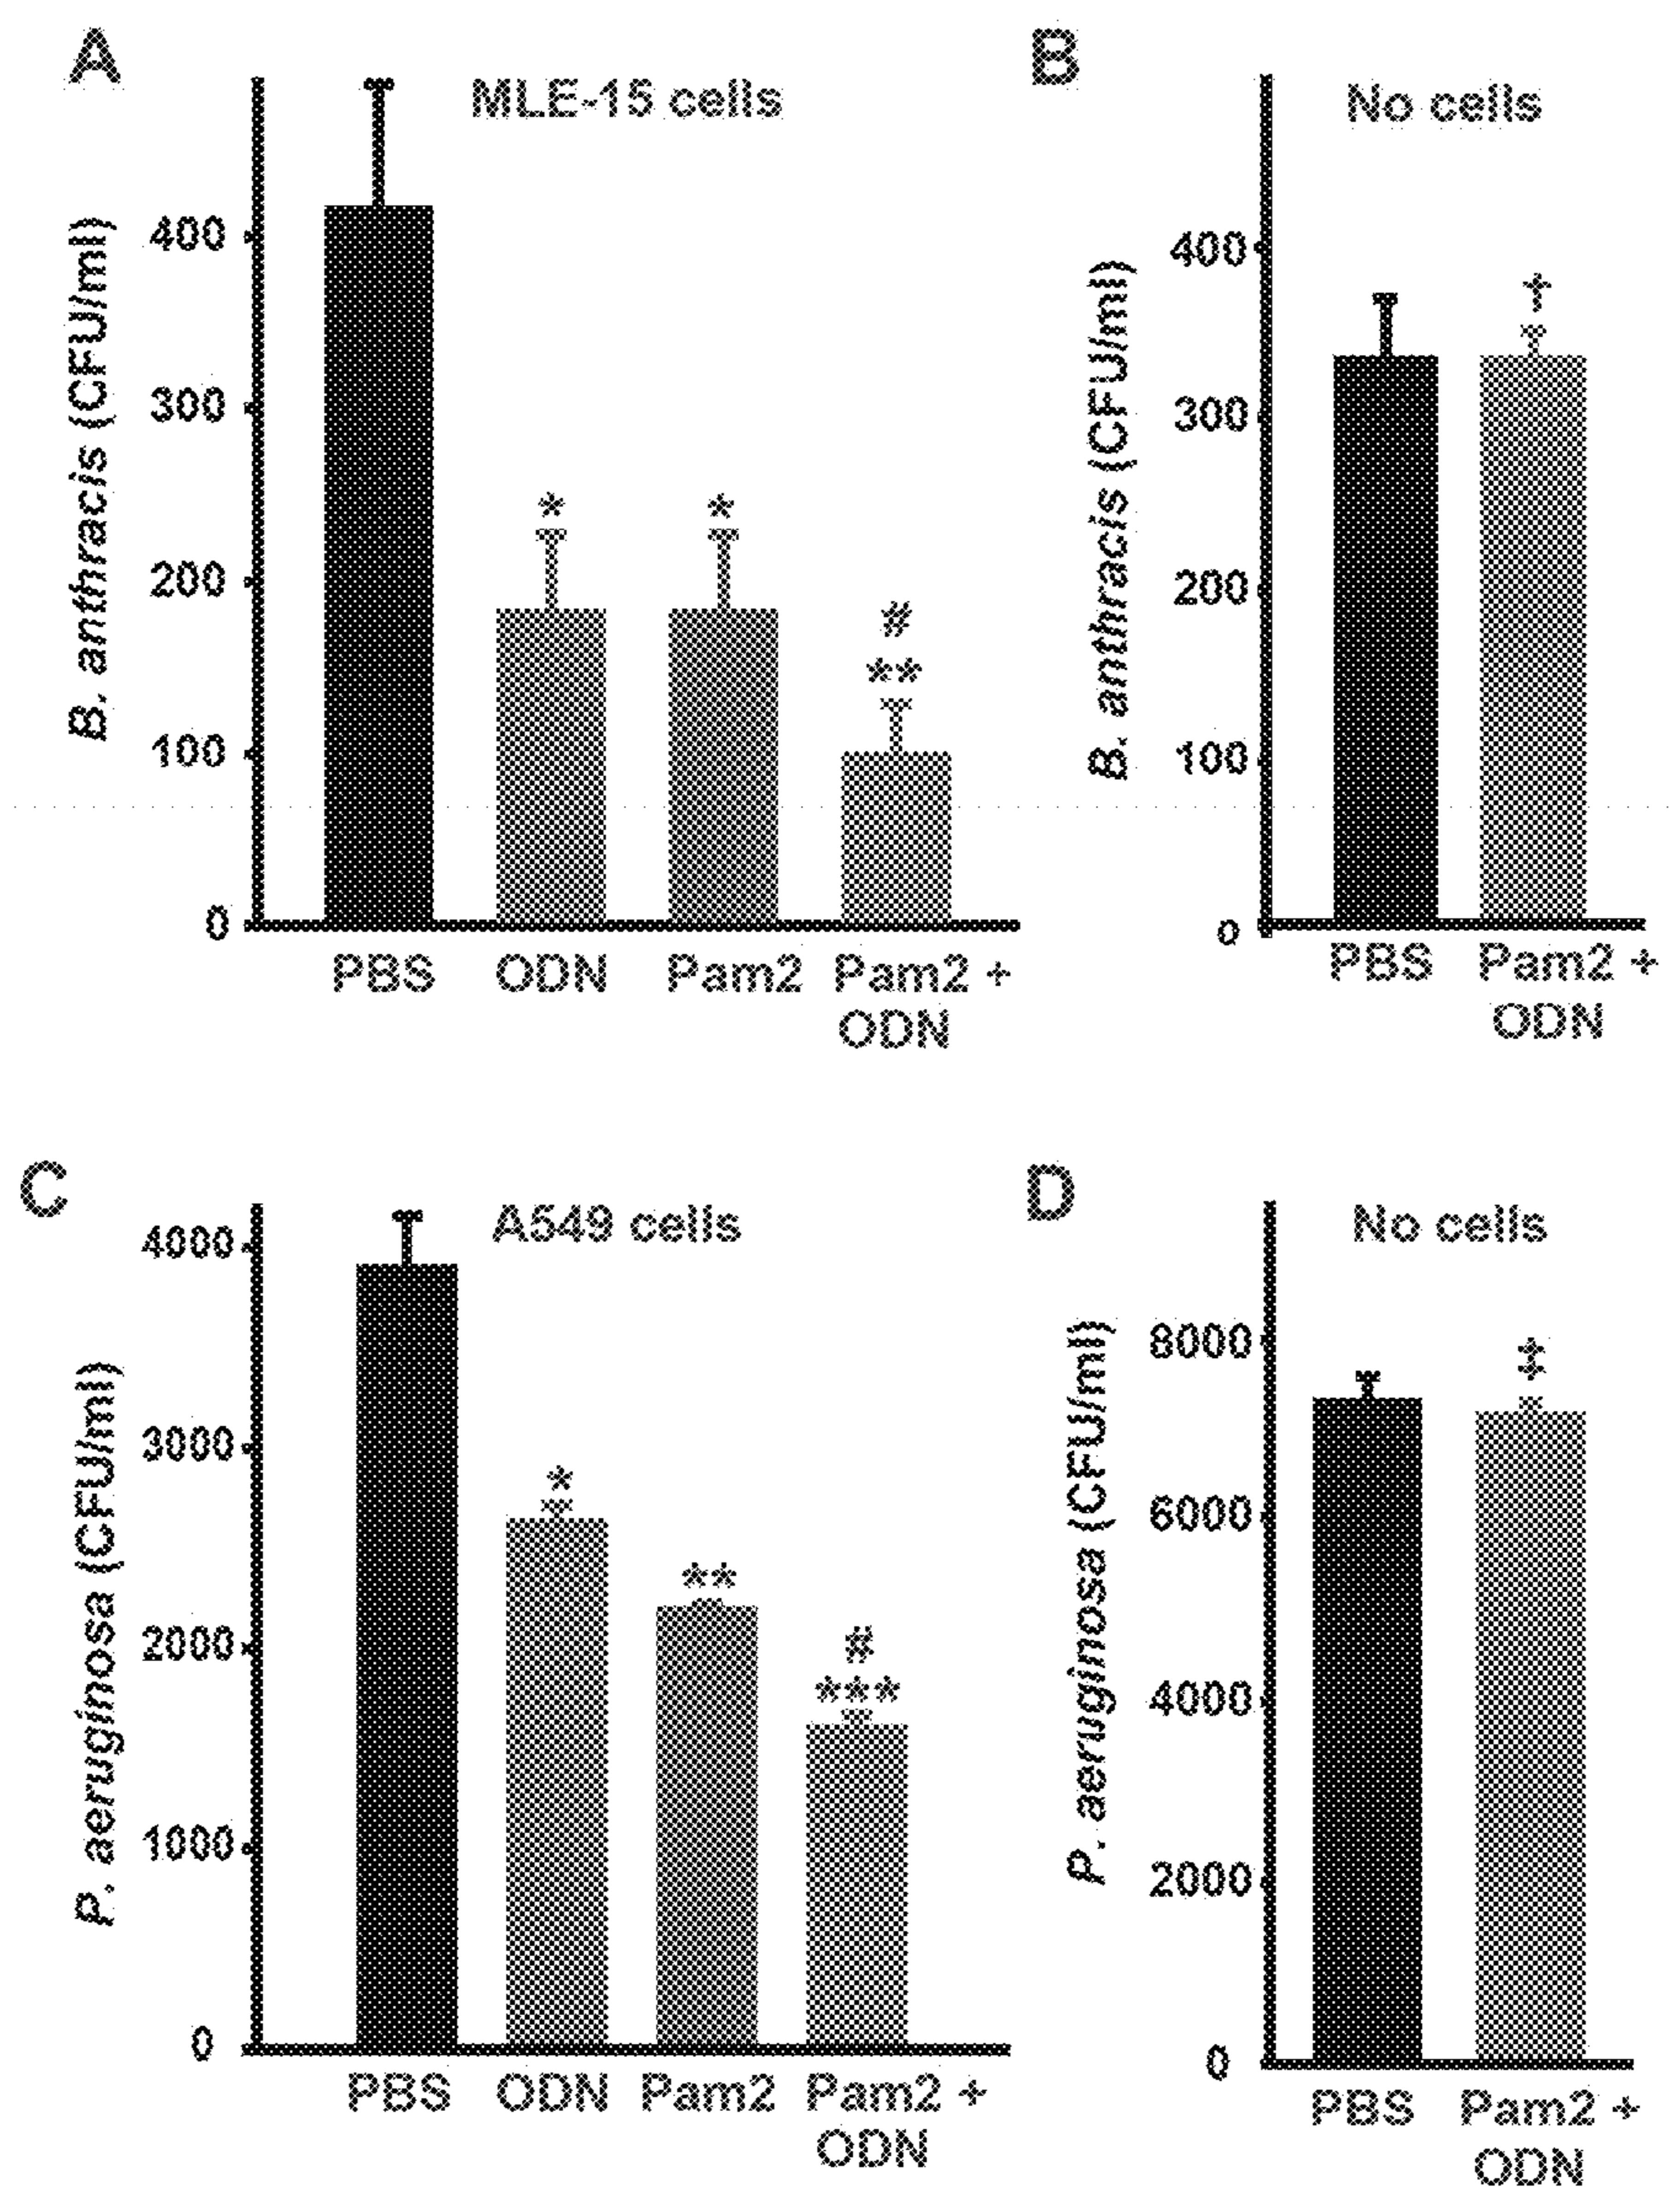 A
MLE-15 cells
B. anthracis (CFU/ml)
400
300
200
100
0
*
*
#
**
PBS
ODN
Pam2
Pam2 +
ODN
B
No cells
B. anthracis (CFU/ml)
400
300
200
100
0
†
PBS
Pam2 +
ODN
C
A549 cells
P. aeruginosa (CFU/ml)
4000
3000
2000
1000
0
*
**
#
***
PBS
ODN
Pam2
Pam2 +
ODN
D
No cells
P. aeruginosa (CFU/ml)
8000
6000
4000
2000
0
‡
PBS
Pam2 +
ODN